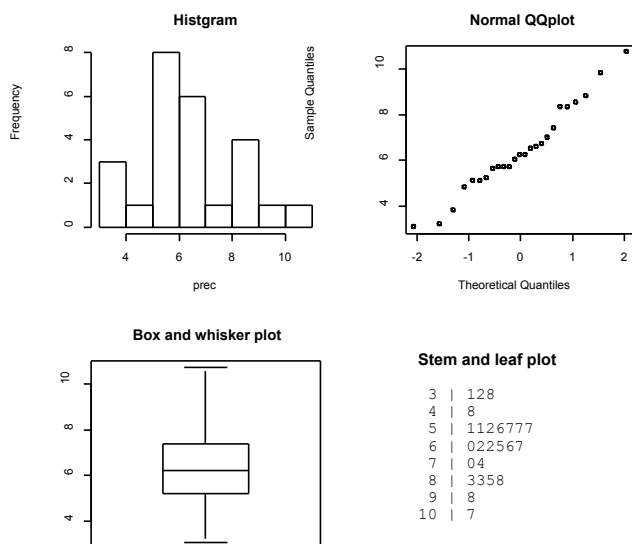 Histgram
Frequency
0 2 4 6 8
4 6 8 10
prec
Normal QQplot
Sample Quantiles
4 6 8 10
-2 -1 0 1 2
Theoretical Quantiles
Box and whisker plot
4 6 8 10
Stem and leaf plot
3 | 128
4 | 8
5 | 1126777
6 | 022567
7 | 04
8 | 3358
9 | 8
10 | 7